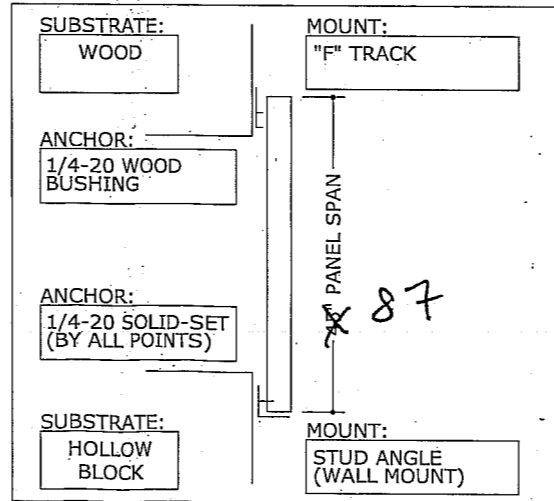 SUBSTRATE:
WOOD
MOUNT:
"F" TRACK
ANCHOR:
1/4-20 WOOD
BUSHING
PANEL SPAN
87
ANCHOR:
1/4-20 SOLID-SET
(BY ALL POINTS)
SUBSTRATE:
HOLLOW
BLOCK
MOUNT:
STUD ANGLE
(WALL MOUNT)